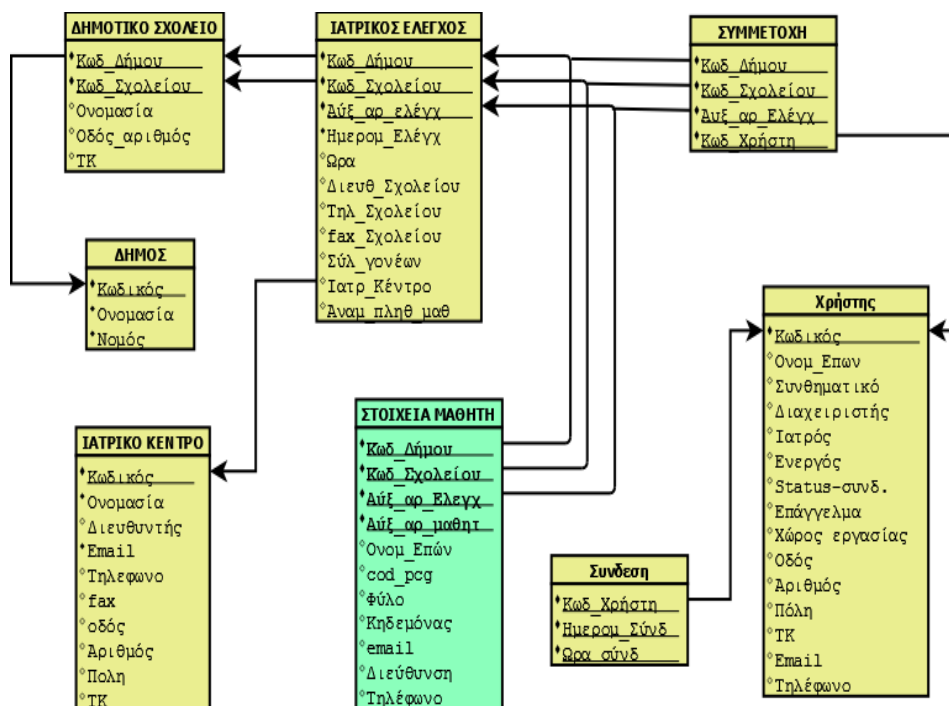 ΔΗΜΟΤΙΚΟ ΣΧΟΛΕΙΟ
Κωδ_Δήμου
Κωδ_Σχολείου
Ονομασία
Οδός_αριθμός
ΤΚ
ΙΑΤΡΙΚΟΣ ΕΛΕΓΧΟΣ
Κωδ_Δήμου
Κωδ_Σχολείου
Αύξ_αρ_ελέγχ
Ημερομ_Ελέγχ
Ωρα
Διευθ_Σχολείου
Τηλ_Σχολείου
fax_Σχολείου
Σύλ_γονέων
Ιατρ_Κέντρο
Αναμ_πληθ_μαθ
ΣΥΜΜΕΤΟΧΗ
Κωδ_Δήμου
Κωδ_Σχολείου
Αυξ_αρ_Ελέγχ
Κωδ_Χρήστη
ΔΗΜΟΣ
Κωδικός
Ονομασία
Νομός
Χρήστης
Κωδικός
Ονομ_Επων
Συνθηματικό
Διαχειριστής
Ιατρός
Ενεργός
Status-συνδ.
Επάγγελμα
Χώρος εργασίας
Οδός
Αριθμός
Πόλη
ΤΚ
Email
Τηλέφωνο
ΙΑΤΡΙΚΟ ΚΕΝΤΡΟ
Κωδικός
Ονομασία
Διευθυντής
Email
Τηλεφωνο
fax
οδός
Αριθμός
Πολη
ΤΚ
ΣΤΟΙΧΕΙΑ ΜΑΘΗΤΗ
Κωδ_Δήμου
Κωδ_Σχολείου
Αύξ_αρ_Ελεγχ
Αύξ_αρ_μαθητ
Ονομ_Επών
cod_pcg
Φύλο
Κηδεμόνας
email
Διεύθυνση
Τηλέφωνο
Συνδεση
Κωδ_Χρήστη
Ημερομ_Σύνδ
Ωρα_σύνδ